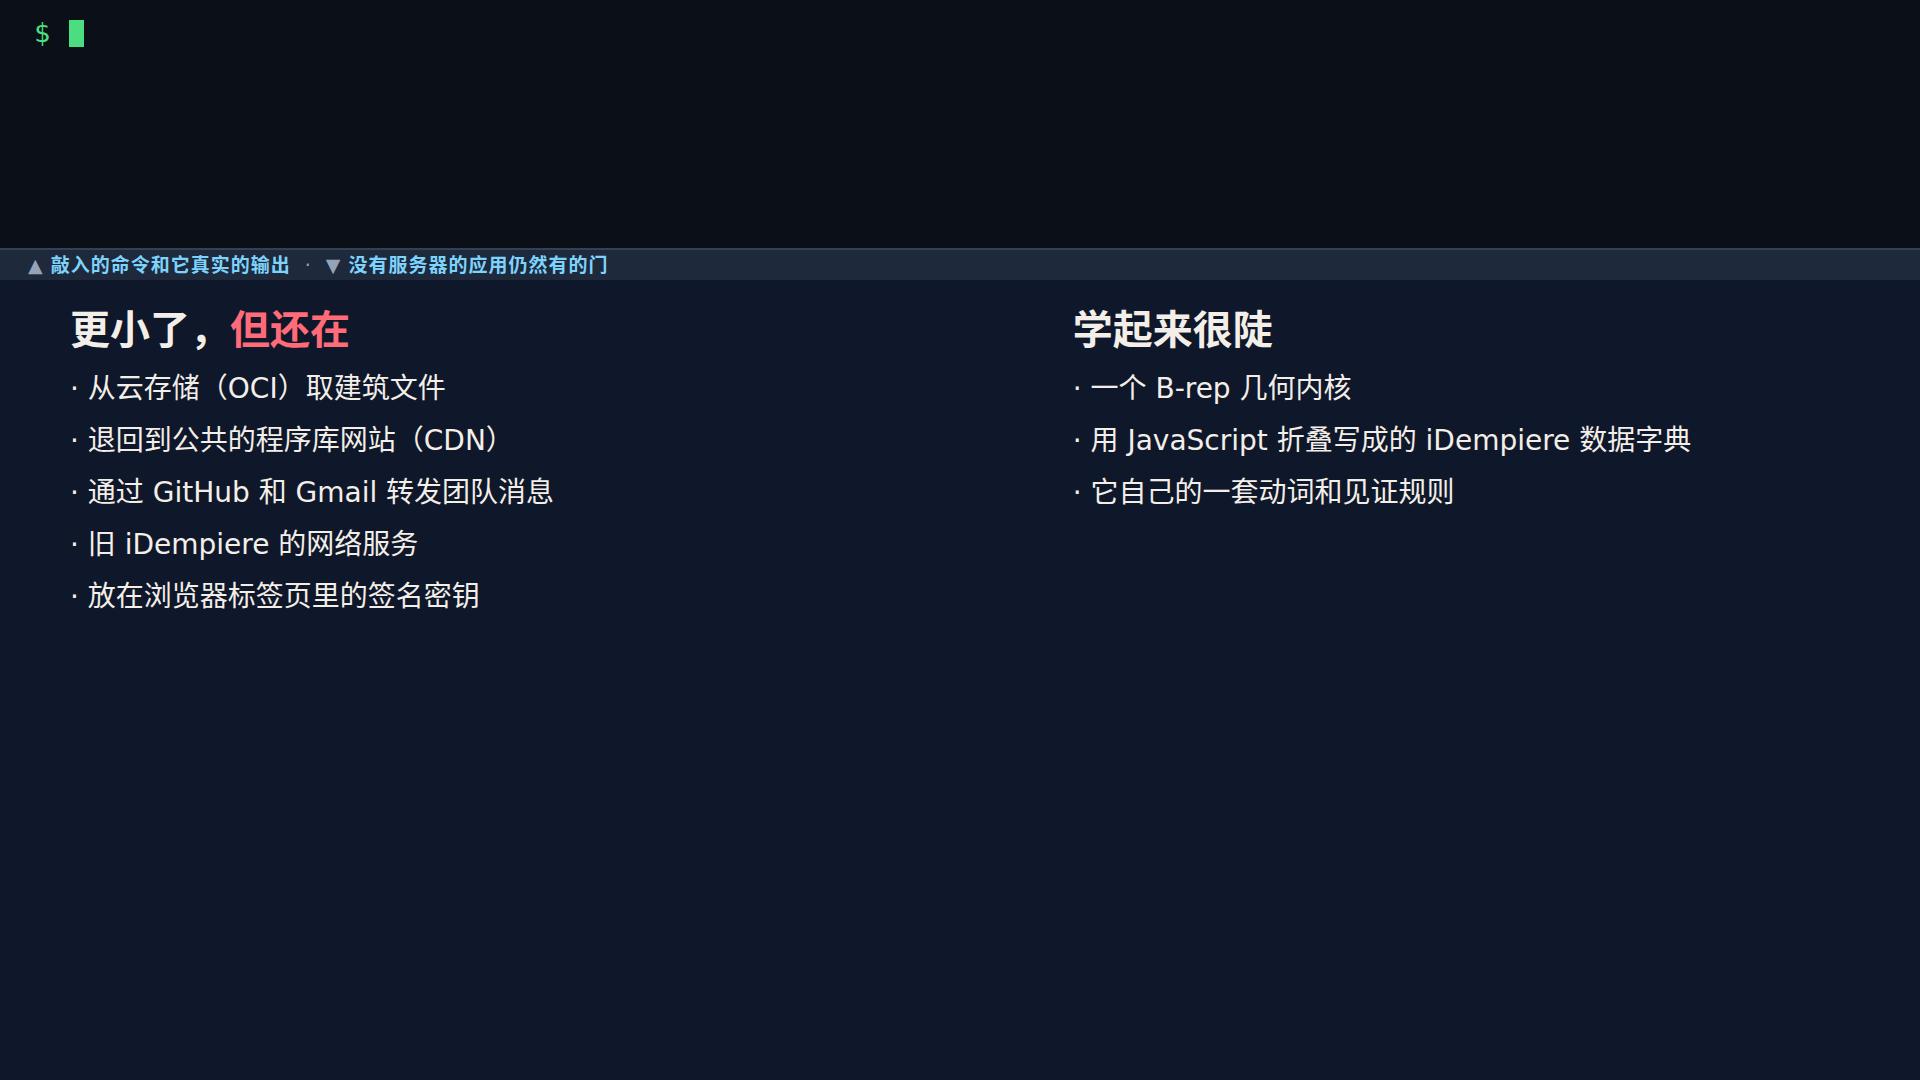 $
▲ 敲入的命令和它真实的输出 · ▼ 没有服务器的应用仍然有的门
更小了，但还在
· 从云存储（OCI）取建筑文件
· 退回到公共的程序库网站（CDN）
· 通过 GitHub 和 Gmail 转发团队消息
· 旧 iDempiere 的网络服务
· 放在浏览器标签页里的签名密钥
学起来很陡
· 一个 B-rep 几何内核
· 用 JavaScript 折叠写成的 iDempiere 数据字典
· 它自己的一套动词和见证规则